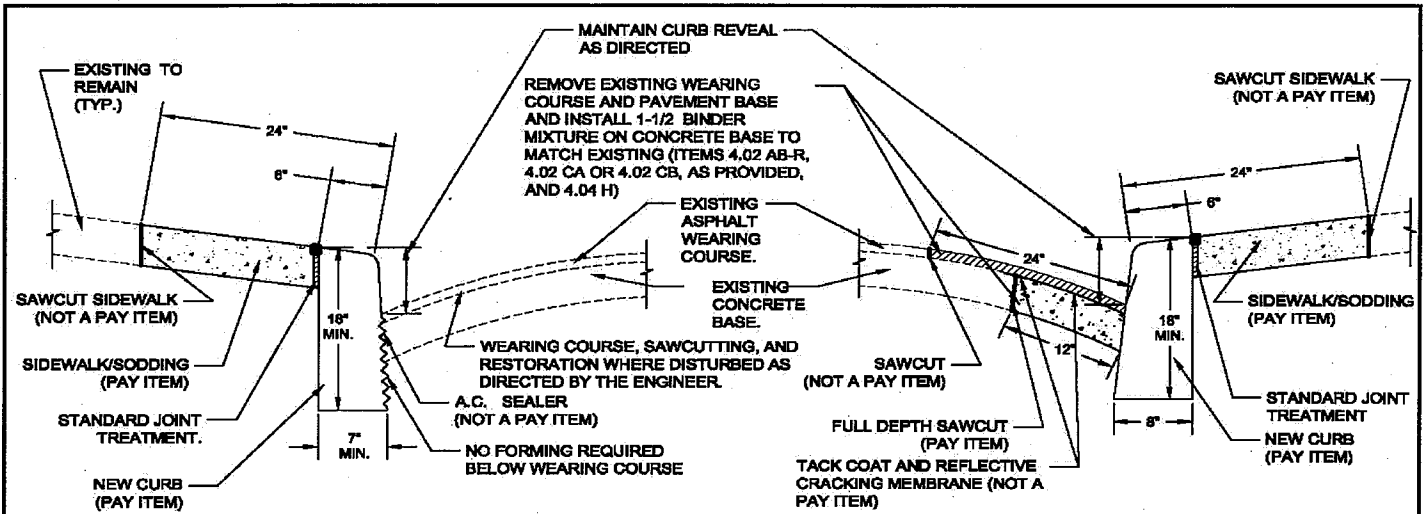 MAINTAIN CURB REVEAL
AS DIRECTED
EXISTING TO
REMAIN
(TYP.)
REMOVE EXISTING WEARING
COURSE AND PAVEMENT BASE
AND INSTALL 1-1/2 BINDER
MIXTURE ON CONCRETE BASE TO
MATCH EXISTING (ITEMS 4.02 AB-R,
4.02 CA OR 4.02 CB, AS PROVIDED,
AND 4.04 H)
SAWCUT SIDEWALK
(NOT A PAY ITEM)
24"
6"
24"
6"
EXISTING
ASPHALT
WEARING
COURSE.
24"
EXISTING
CONCRETE
BASE.
SAWCUT SIDEWALK
(NOT A PAY ITEM)
18"
MIN.
18"
MIN.
SIDEWALK/SODDING
(PAY ITEM)
WEARING COURSE, SAWCUTTING, AND
RESTORATION WHERE DISTURBED AS
DIRECTED BY THE ENGINEER.
12"
SAWCUT
(NOT A PAY ITEM)
SIDEWALK/SODDING
(PAY ITEM)
A.C. SEALER
(NOT A PAY ITEM)
STANDARD JOINT
TREATMENT
STANDARD JOINT
TREATMENT.
7"
MIN.
NO FORMING REQUIRED
BELOW WEARING COURSE
FULL DEPTH SAWCUT
(PAY ITEM)
8"
NEW CURB
(PAY ITEM)
TACK COAT AND REFLECTIVE
CRACKING MEMBRANE (NOT A
PAY ITEM)
NEW CURB
(PAY ITEM)